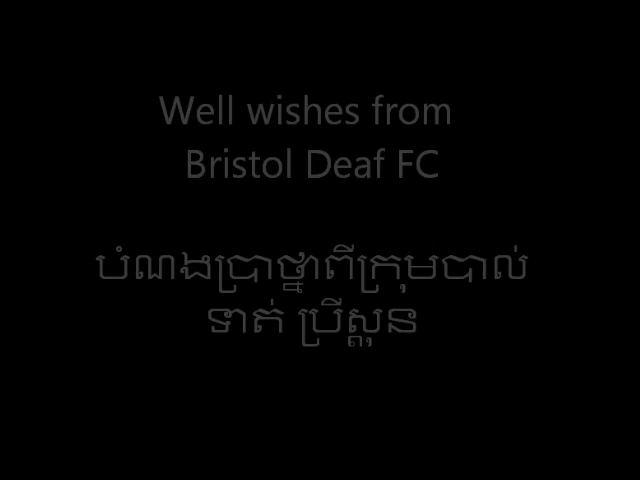 Well wishes from
Bristol Deaf FC
បំណងប្រាថ្នាពីក្រុមបាល់
ទាត់ ប្រីស្តុន